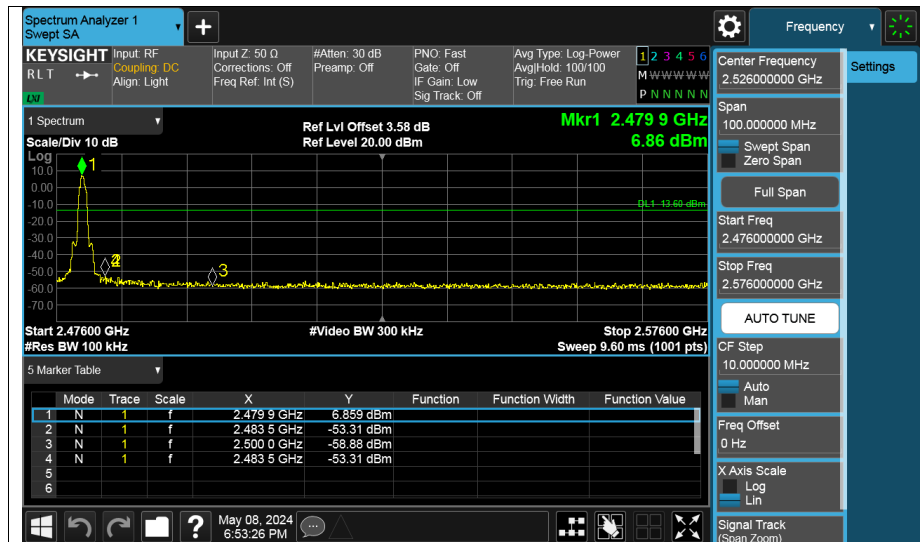 Spectrum Analyzer 1
Swept SA
+
Frequency
KEYSIGHT
R L T
LXI
Input: RF
Coupling: DC
Align: Light
Input Z: 50 Ω
Corrections: Off
Freq Ref: Int (S)
#Atten: 30 dB
Preamp: Off
PNO: Fast
Gate: Off
IF Gain: Low
Sig Track: Off
Avg Type: Log-Power
Avg|Hold: 100/100
Trig: Free Run
1 2 3 4 5 6
M W W W W W
P N N N N N
Center Frequency
2.526000000 GHz
Settings
1 Spectrum
Scale/Div 10 dB
Ref Lvl Offset 3.58 dB
Ref Level 20.00 dBm
Mkr1 2.479 9 GHz
6.86 dBm
Span
100.000000 MHz
Swept Span
Zero Span
Full Span
Start Freq
2.476000000 GHz
Stop Freq
2.576000000 GHz
AUTO TUNE
CF Step
10.000000 MHz
Auto
Man
Freq Offset
0 Hz
X Axis Scale
Log
Lin
Signal Track
(Span Zoom)
Log
10.0
0.00
-10.0
-20.0
-30.0
-40.0
-50.0
-60.0
-70.0
1
2
3
DL1 -13.60 dBm
Start 2.47600 GHz
#Res BW 100 kHz
#Video BW 300 kHz
Stop 2.57600 GHz
Sweep 9.60 ms (1001 pts)
5 Marker Table
Mode Trace Scale X Y Function Function Width Function Value
1 N 1 f 2.479 9 GHz 6.859 dBm
2 N 1 f 2.483 5 GHz -53.31 dBm
3 N 1 f 2.500 0 GHz -58.88 dBm
4 N 1 f 2.483 5 GHz -53.31 dBm
5
6
?
May 08, 2024
6:53:26 PM